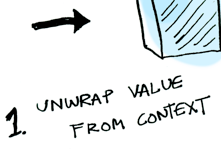 1. UNWRAP VALUE
FROM CONTEXT